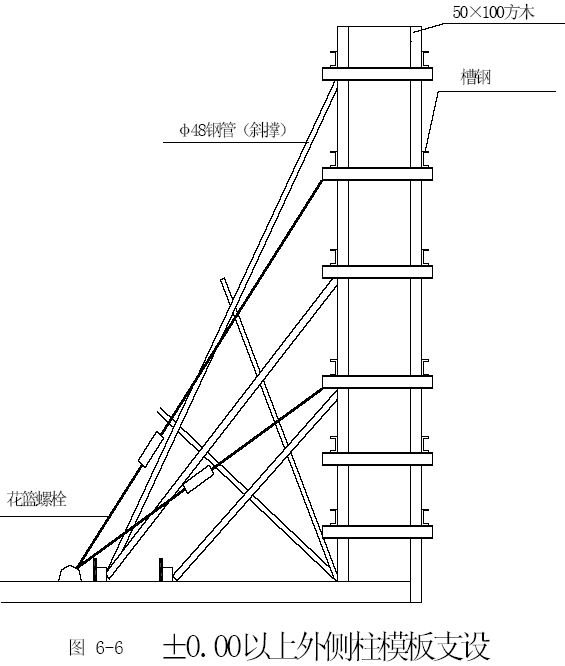 50×100方木
槽钢
φ48钢管（斜撑）
花篮螺栓
图 6-6 ±0.00以上外侧柱模板支设